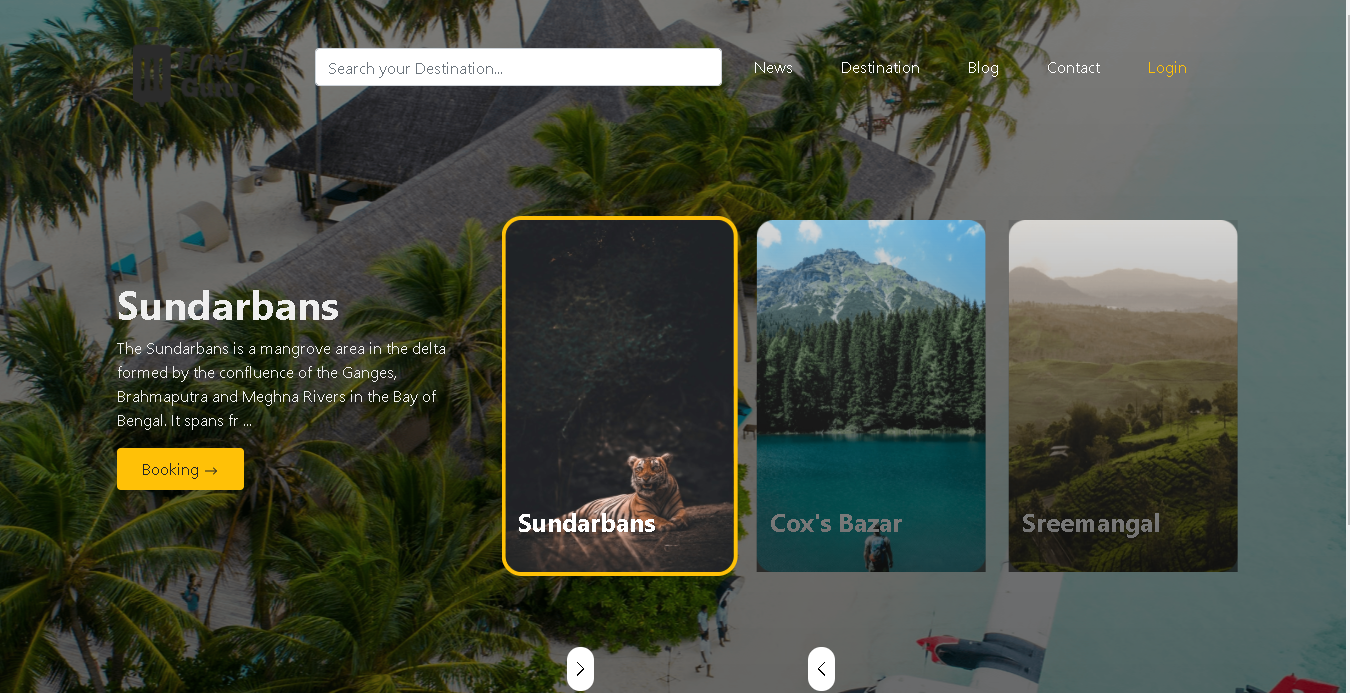 Travel
Guru
Search your Destination...
News
Destination
Blog
Contact
Login
Sundarbans
The Sundarbans is a mangrove area in the delta
formed by the confluence of the Ganges,
Brahmaputra and Meghna Rivers in the Bay of
Bengal. It spans fr ...
Booking →
Sundarbans
Cox's Bazar
Sreemangal